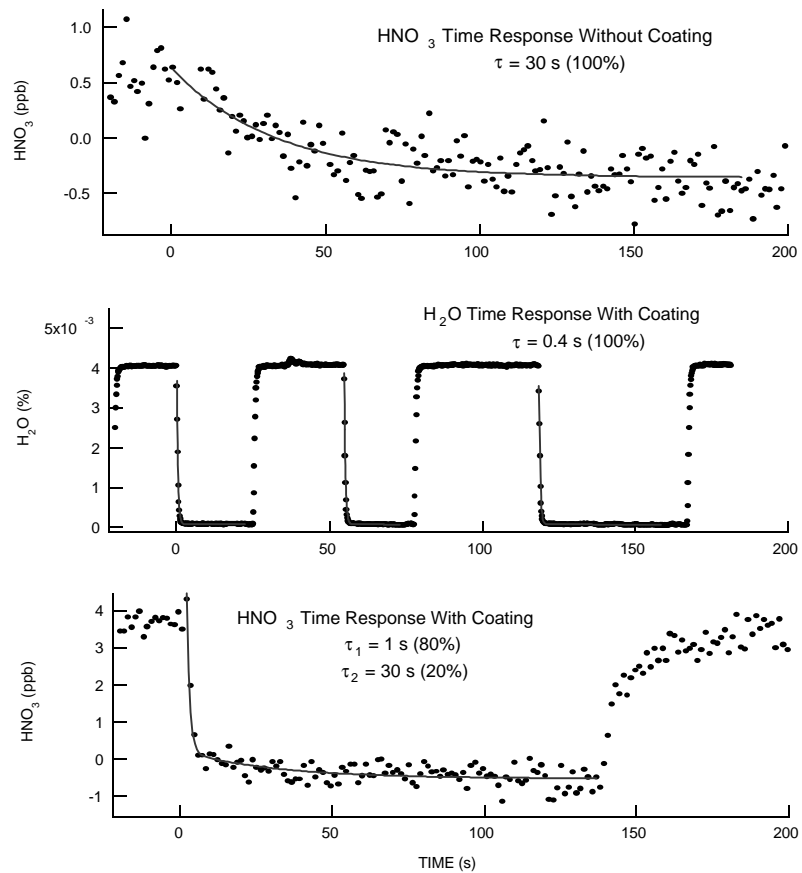 HNO3 Time Response Without Coating
τ = 30 s (100%)
HNO3 (ppb)
1.0
0.5
0.0
-0.5
0 50 100 150 200
H2O Time Response With Coating
τ = 0.4 s (100%)
H2O (%)
5x10 -3
4
3
2
1
0
0 50 100 150 200
HNO3 Time Response With Coating
τ1 = 1 s (80%)
τ2 = 30 s (20%)
HNO3 (ppb)
4
3
2
1
0
-1
0 50 100 150 200
TIME (s)